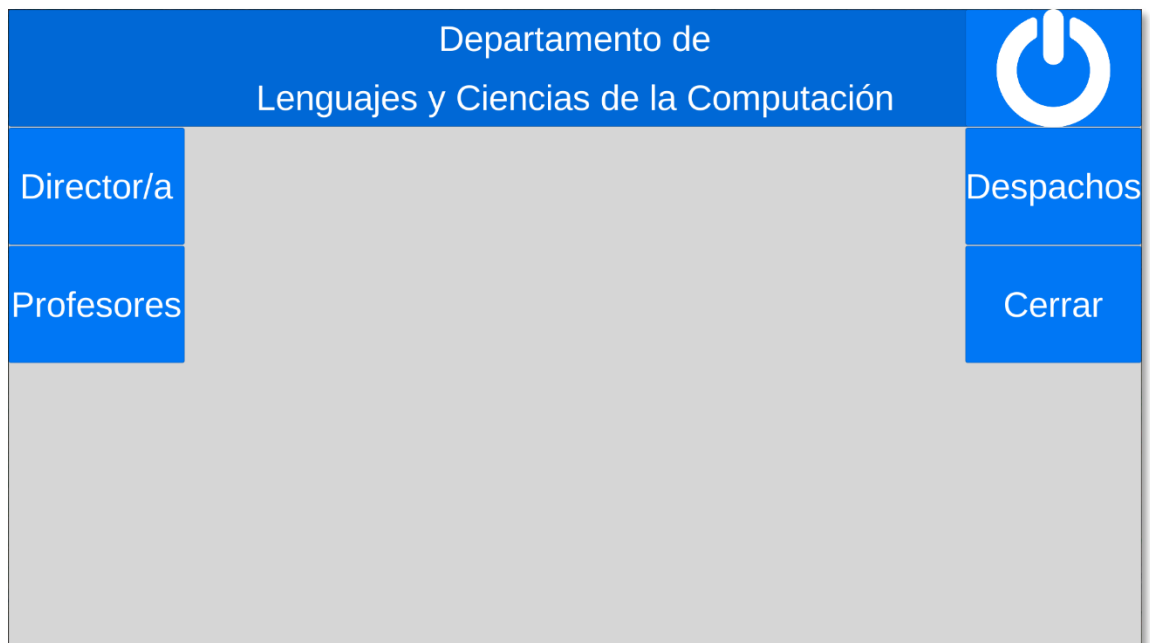 Departamento de
Lenguajes y Ciencias de la Computación
Director/a
Despachos
Profesores
Cerrar